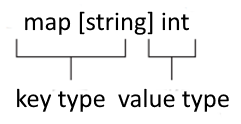 map [string] int
key type value type